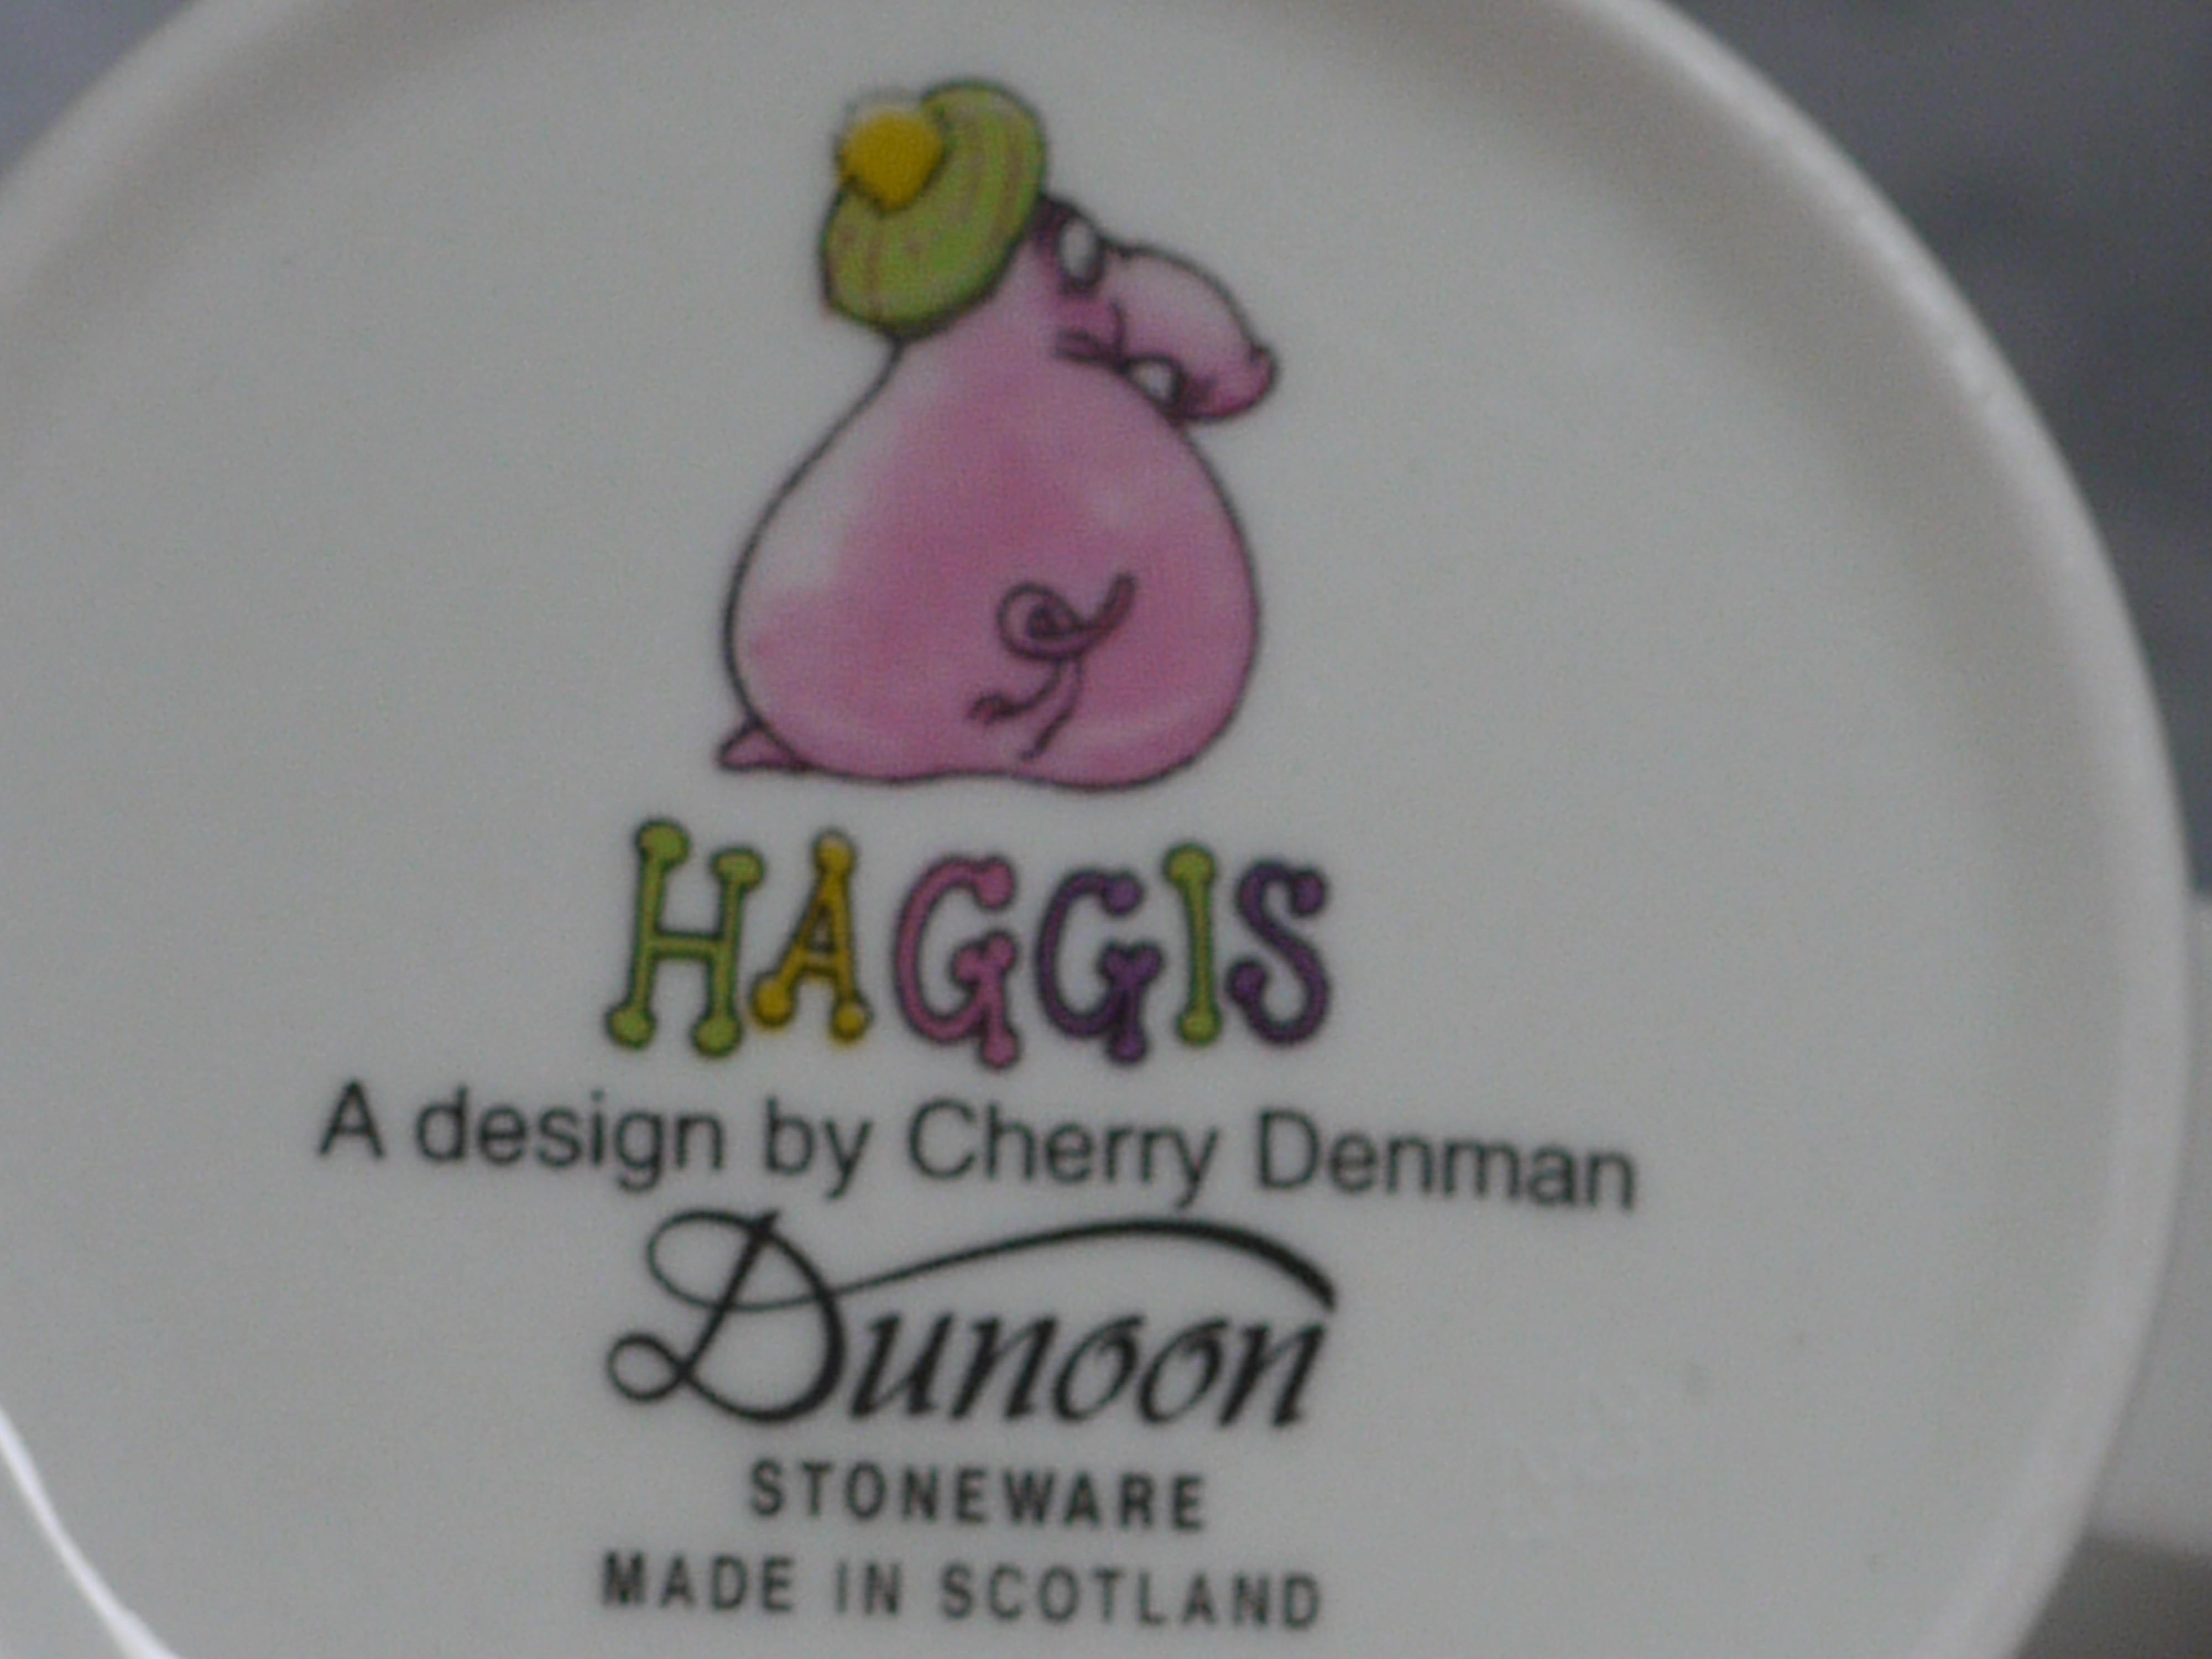 HAGGIS
A design by Cherry Denman
Dunoon
STONEWARE
MADE IN SCOTLAND